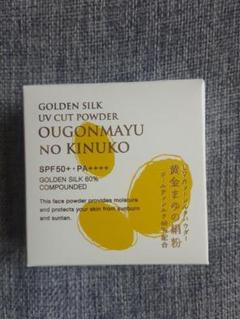 GOLDEN SILK
UV CUT POWDER
OUGONMAYU
NO KINUKO
SPF50+・PA++++
GOLDEN SILK 60%
COMPOUNDED
This face powder provides moisture
and protects your skin from sunburn
and suntan.
黄金まゆの絹粉